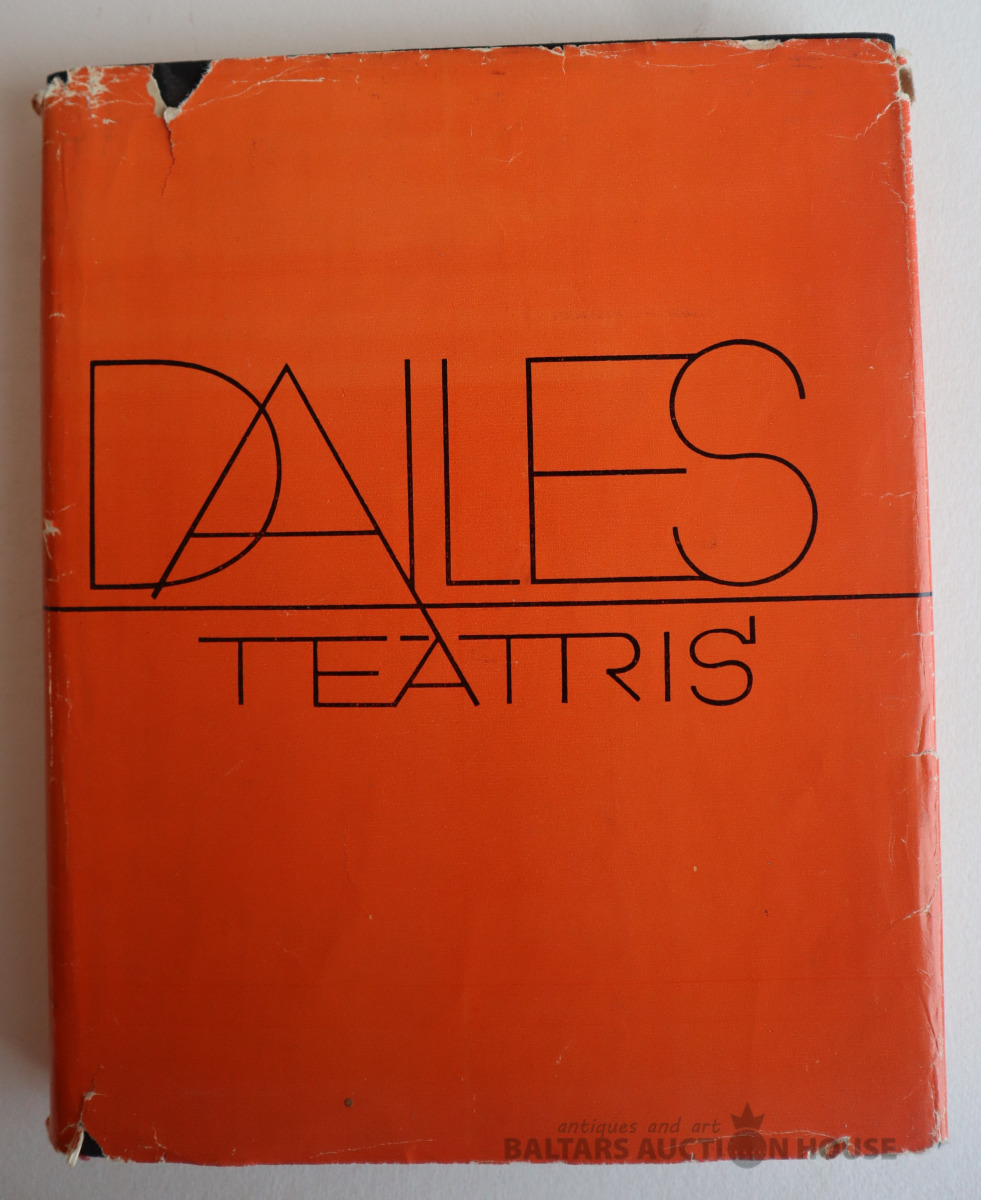 DAILES
TEĀTRIS
antiques and art
BALTARS AUCTION HOUSE